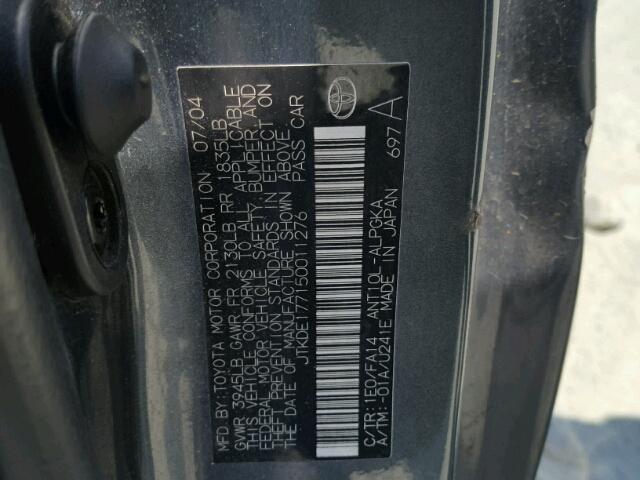 MFD BY: TOYOTA MOTOR CORPORATION 07/04
GVWR 3945LB GAWR FR 2130LB RR 1835LB
THIS VEHICLE CONFORMS TO ALL APPLICABLE
FEDERAL MOTOR VEHICLE SAFETY, BUMPER, AND
THEFT PREVENTION STANDARDS IN EFFECT ON
THE DATE OF MANUFACTURE SHOWN ABOVE.
JTKDE177150011276 PASS CAR
C/TR: 1E0/FA14 ANT10L-ALPGKA
A/TM: -01A/U241E MADE IN JAPAN 697 A